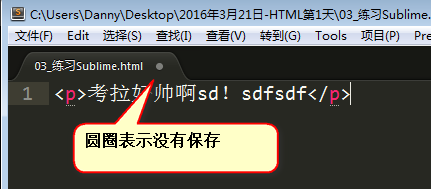 C:\Users\Danny\Desktop\2016年3月21日-HTML第1天\03_练习Sublime.
文件(F) 编辑(E) 选择(S) 查找(I) 查看(V) 转到(G) Tools 项目(P) Pre
03_练习Sublime.html
1 <p>考拉好帅啊sd！sdfsdf</p>
圆圈表示没有保存